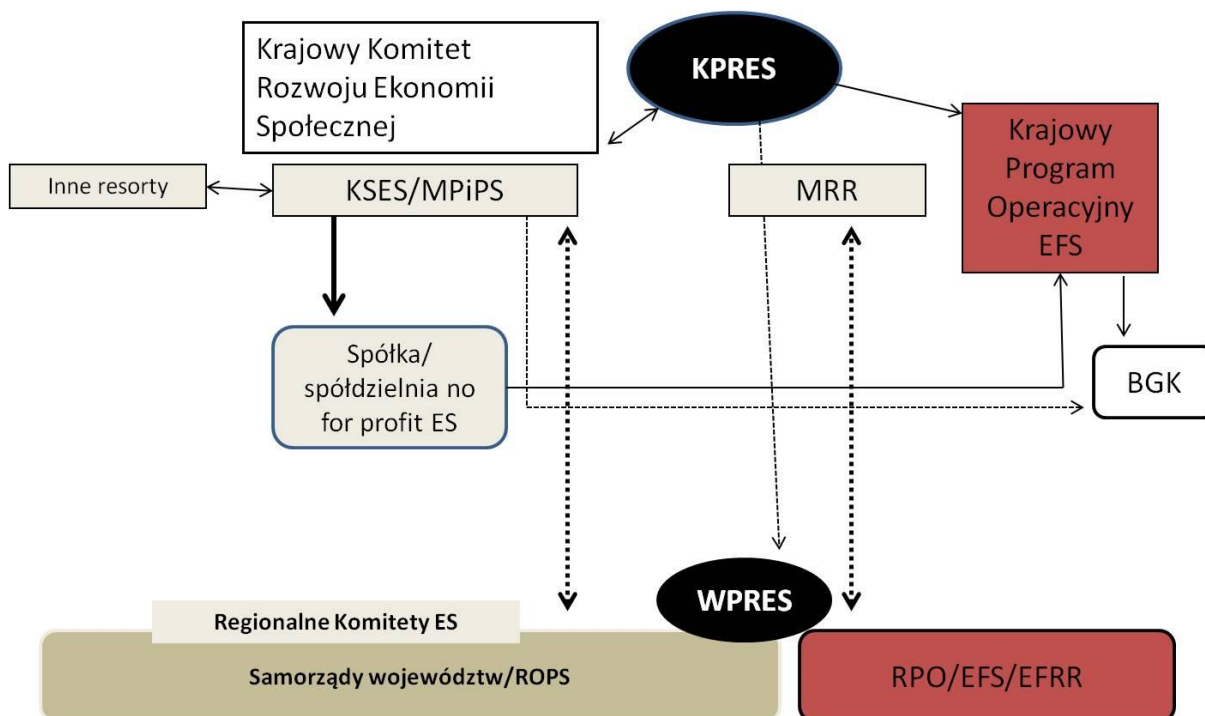 Krajowy Komitet
Rozwoju Ekonomii
Społecznej
KPRES
Krajowy
Program
Operacyjny
EFS
Inne resorty
KSES/MPiPS
MRR
Spółka/
spółdzielnia no
for profit ES
BGK
WPRES
Regionalne Komitety ES
Samorządy województw/ROPS
RPO/EFS/EFRR